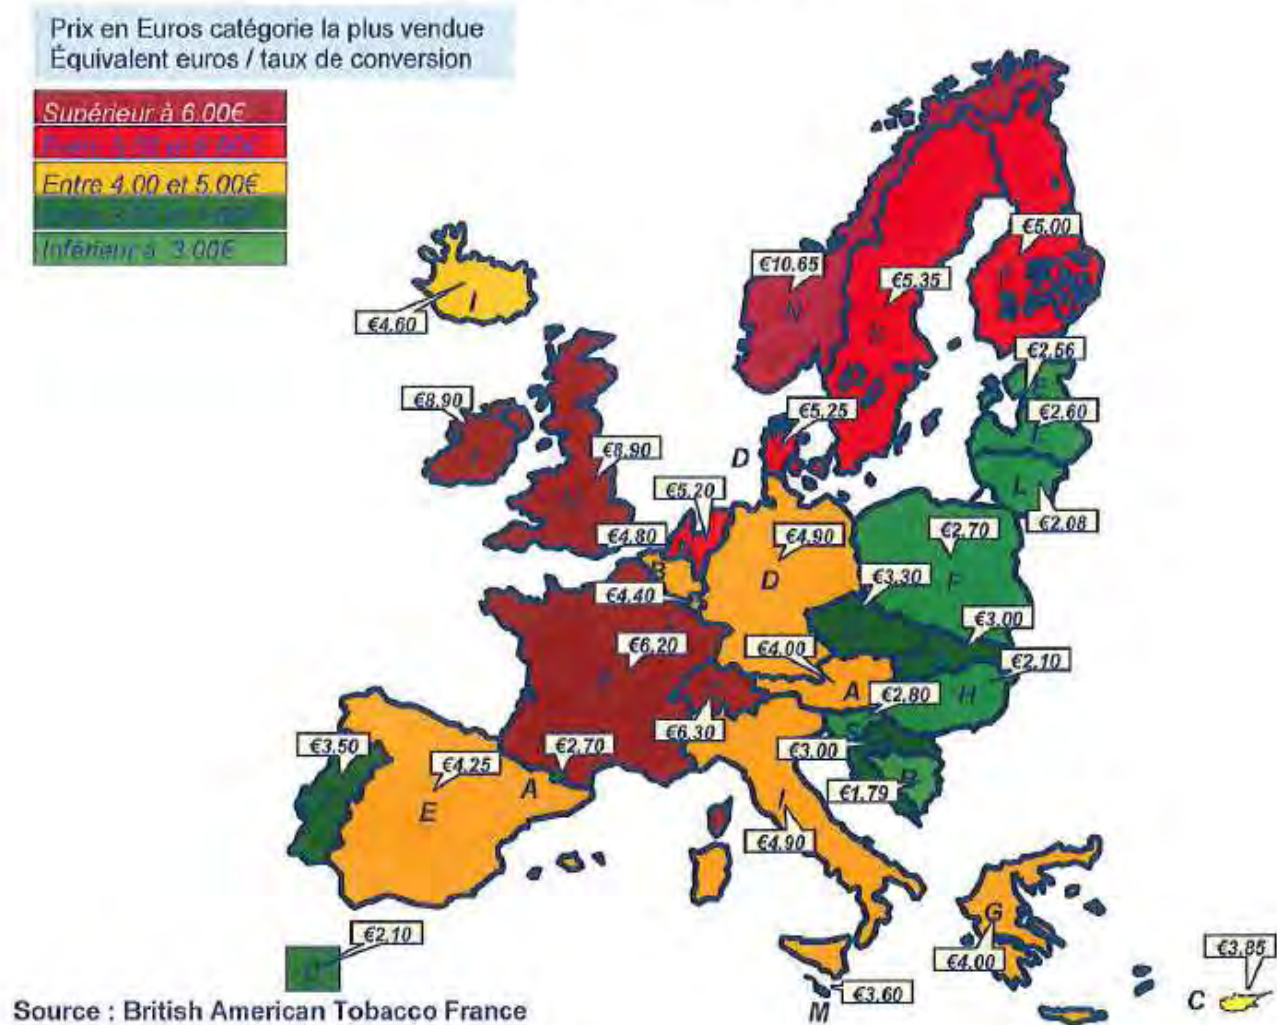 Prix en Euros catégorie la plus vendue
Équivalent euros / taux de conversion
Supérieur à 6.00€
Entre 4.00 et 5.00€
Inférieur à 3.00€
€5.00
€10.65
€5.35
I
€4.60
N
€2.56
€8.90
€5.25
€2.60
€8.90
D
€5.20
L
€2.08
€4.80
€4.90
€2.70
B
D
€3.30
€4.40
€3.00
€6.20
€4.00
€2.10
A
€2.80
H
€6.30
€3.00
€3.50
€2.70
€4.25
A
B
€1.79
E
I
€4.90
G
€2.10
€4.00
€3.85
€3.60
C
M
Source : British American Tobacco France